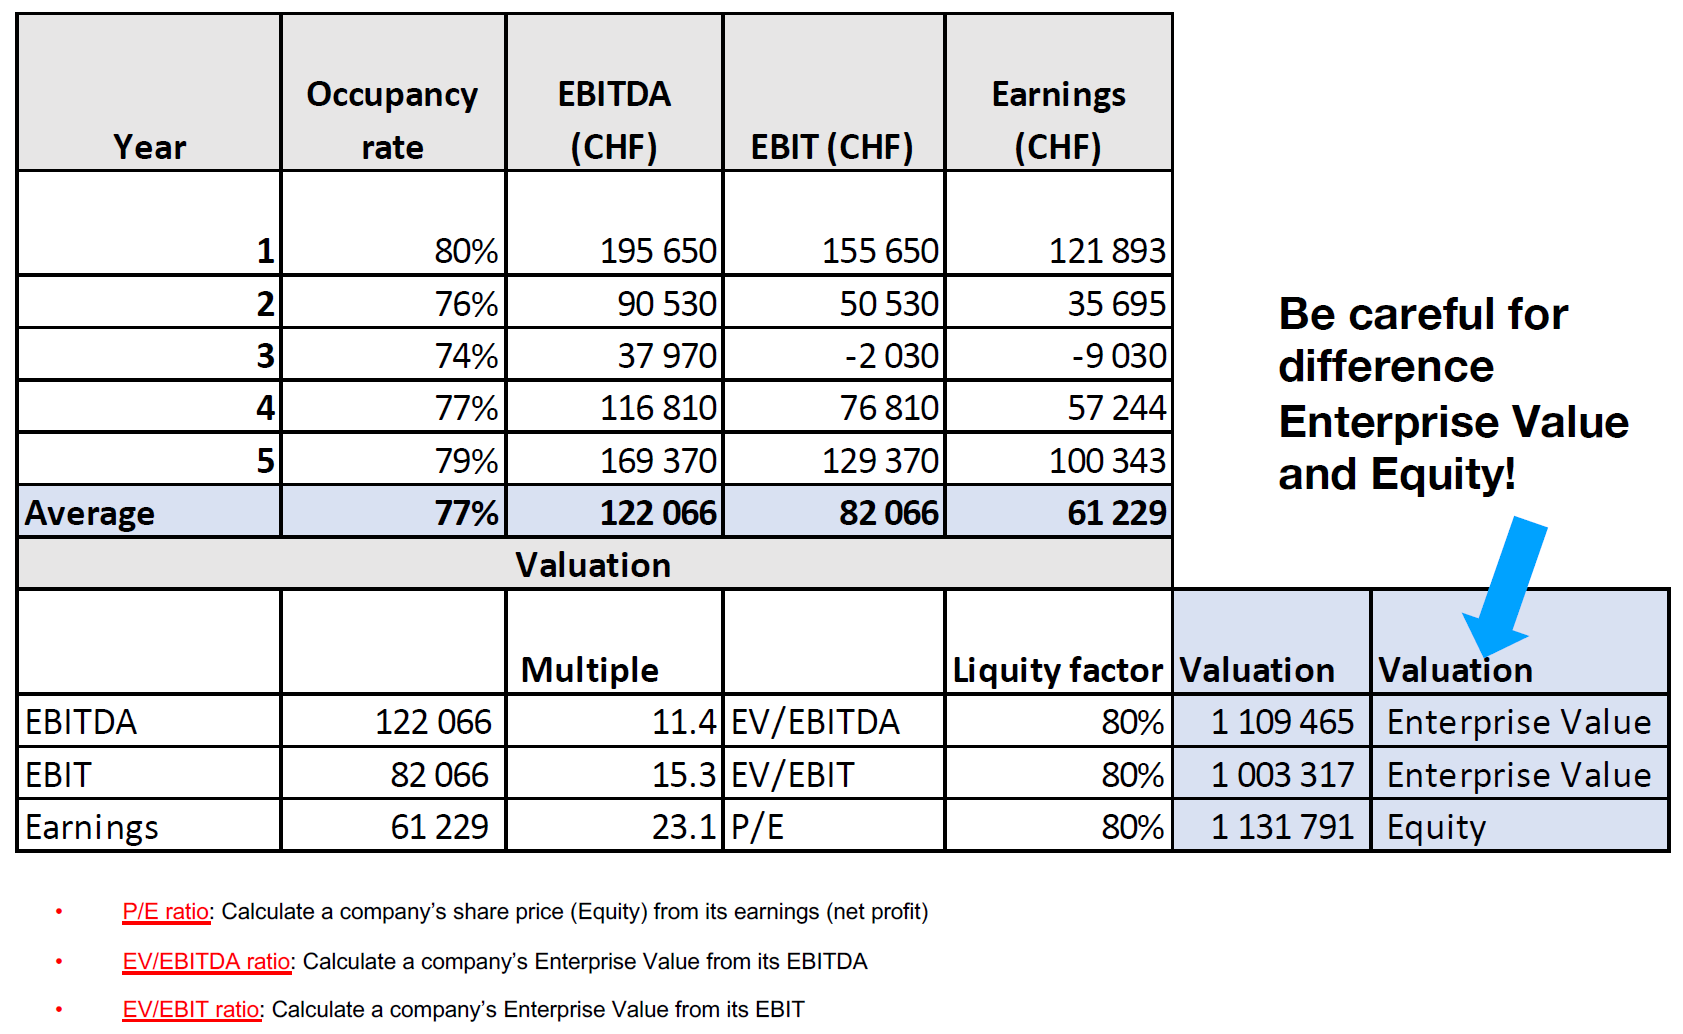 Year Occupancy rate EBITDA (CHF) EBIT (CHF) Earnings (CHF)
1 80% 195 650 155 650 121 893
2 76% 90 530 50 530 35 695
3 74% 37 970 -2 030 -9 030
4 77% 116 810 76 810 57 244
5 79% 169 370 129 370 100 343
Average 77% 122 066 82 066 61 229
Be careful for
difference
Enterprise Value
and Equity!
Valuation
Multiple Liquity factor Valuation Valuation
EBITDA 122 066 11.4 EV/EBITDA 80% 1 109 465 Enterprise Value
EBIT 82 066 15.3 EV/EBIT 80% 1 003 317 Enterprise Value
Earnings 61 229 23.1 P/E 80% 1 131 791 Equity
• P/E ratio: Calculate a company’s share price (Equity) from its earnings (net profit)
• EV/EBITDA ratio: Calculate a company’s Enterprise Value from its EBITDA
• EV/EBIT ratio: Calculate a company’s Enterprise Value from its EBIT